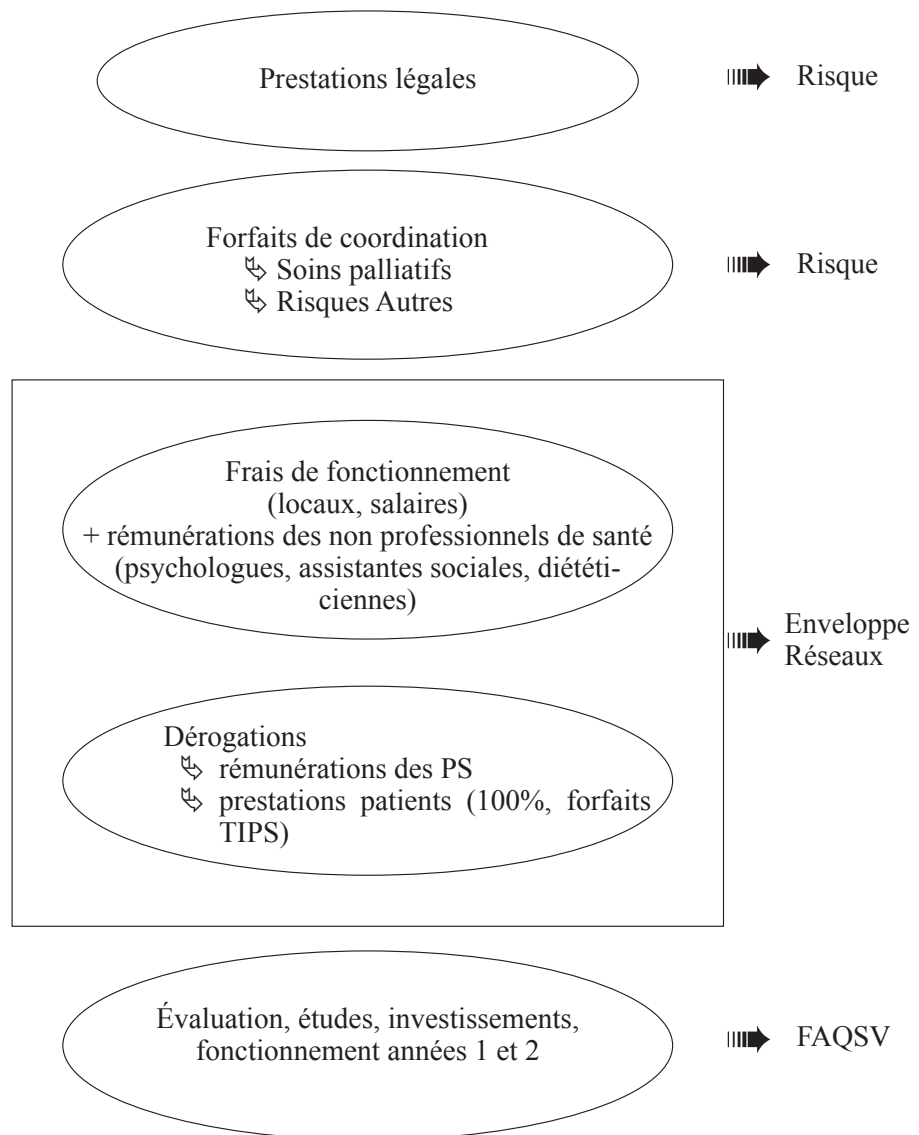 Prestations légales
Risque
Forfaits de coordination
Soins palliatifs
Risques Autres
Risque
Frais de fonctionnement
(locaux, salaires)
+ rémunérations des non professionnels de santé
(psychologues, assistantes sociales, diététi-
ciennes)
Dérogations
rémunérations des PS
prestations patients (100%, forfaits
TIPS)
Enveloppe
Réseaux
Évaluation, études, investissements,
fonctionnement années 1 et 2
FAQSV